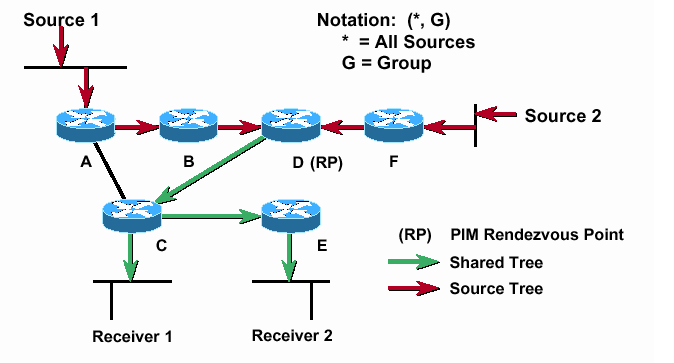 Source 1
Notation: (*, G)
* = All Sources
G = Group
Source 2
A
B
D (RP)
F
C
E
(RP) PIM Rendezvous Point
Shared Tree
Source Tree
Receiver 1
Receiver 2